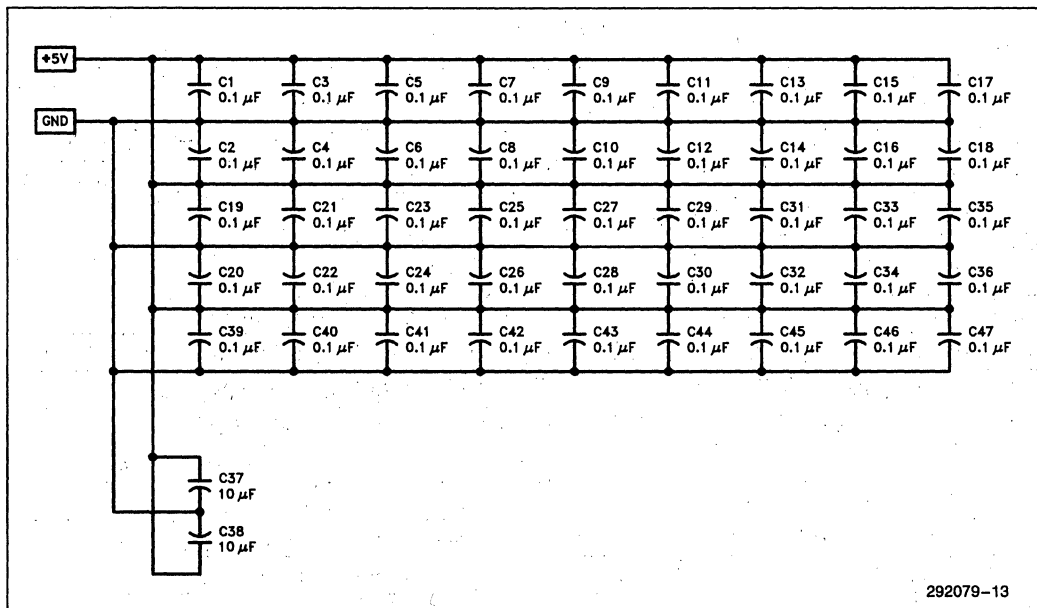 +5V
C1 C3 C5 C7 C9 C11 C13 C15 C17
0.1 µF 0.1 µF 0.1 µF 0.1 µF 0.1 µF 0.1 µF 0.1 µF 0.1 µF 0.1 µF
GND
C2 C4 C6 C8 C10 C12 C14 C16 C18
0.1 µF 0.1 µF 0.1 µF 0.1 µF 0.1 µF 0.1 µF 0.1 µF 0.1 µF 0.1 µF
C19 C21 C23 C25 C27 C29 C31 C33 C35
0.1 µF 0.1 µF 0.1 µF 0.1 µF 0.1 µF 0.1 µF 0.1 µF 0.1 µF 0.1 µF
C20 C22 C24 C26 C28 C30 C32 C34 C36
0.1 µF 0.1 µF 0.1 µF 0.1 µF 0.1 µF 0.1 µF 0.1 µF 0.1 µF 0.1 µF
C39 C40 C41 C42 C43 C44 C45 C46 C47
0.1 µF 0.1 µF 0.1 µF 0.1 µF 0.1 µF 0.1 µF 0.1 µF 0.1 µF 0.1 µF
C37
10 µF
C38
10 µF
292079–13